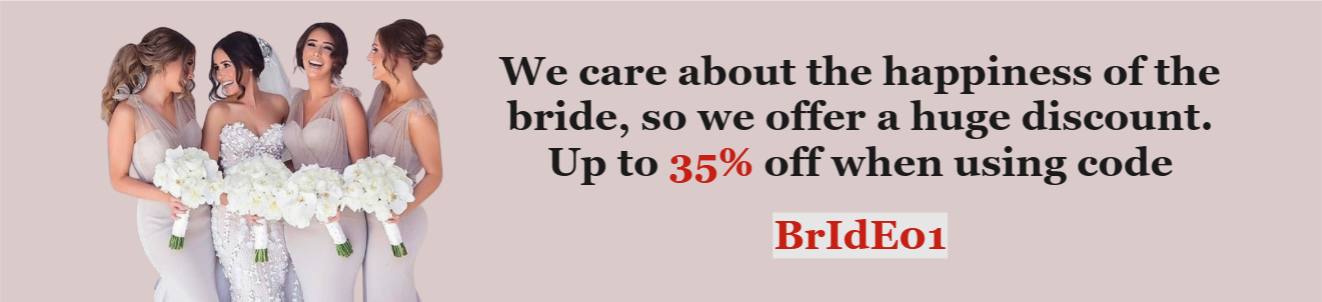 We care about the happiness of the
bride, so we offer a huge discount.
Up to 35% off when using code
BrIdE01